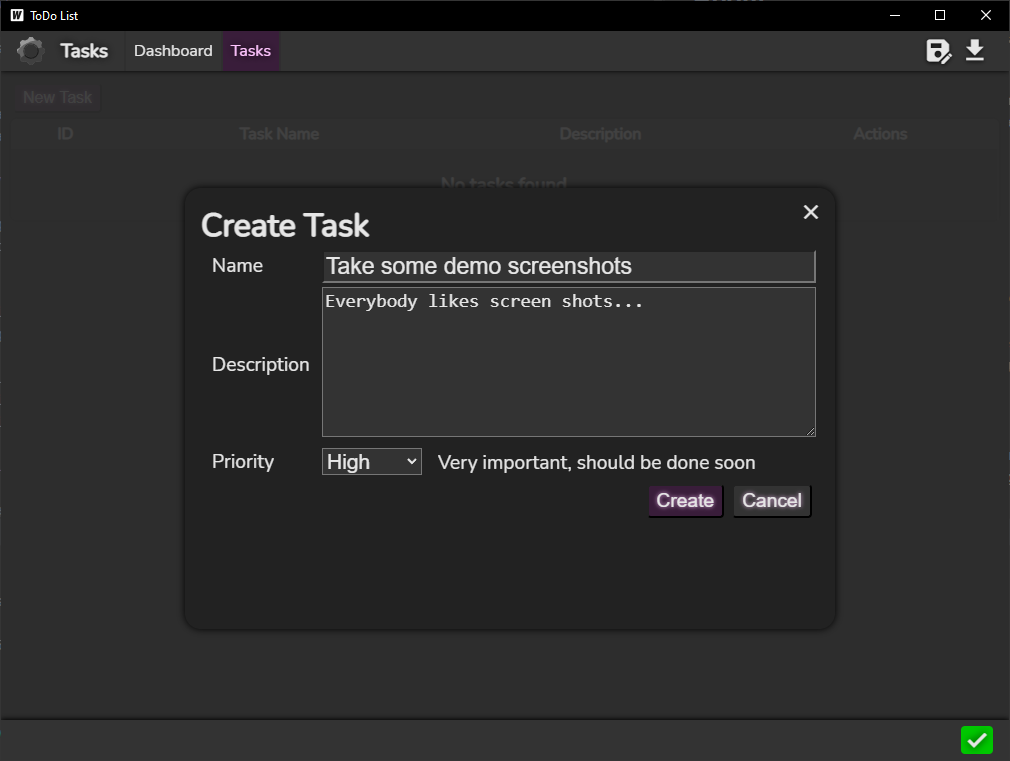 W ToDo List
Tasks Dashboard Tasks
New Task
ID Task Name Description Actions
No tasks found
Create Task
Name Take some demo screenshots
Everybody likes screen shots...
Description
Priority High Very important, should be done soon
Create Cancel